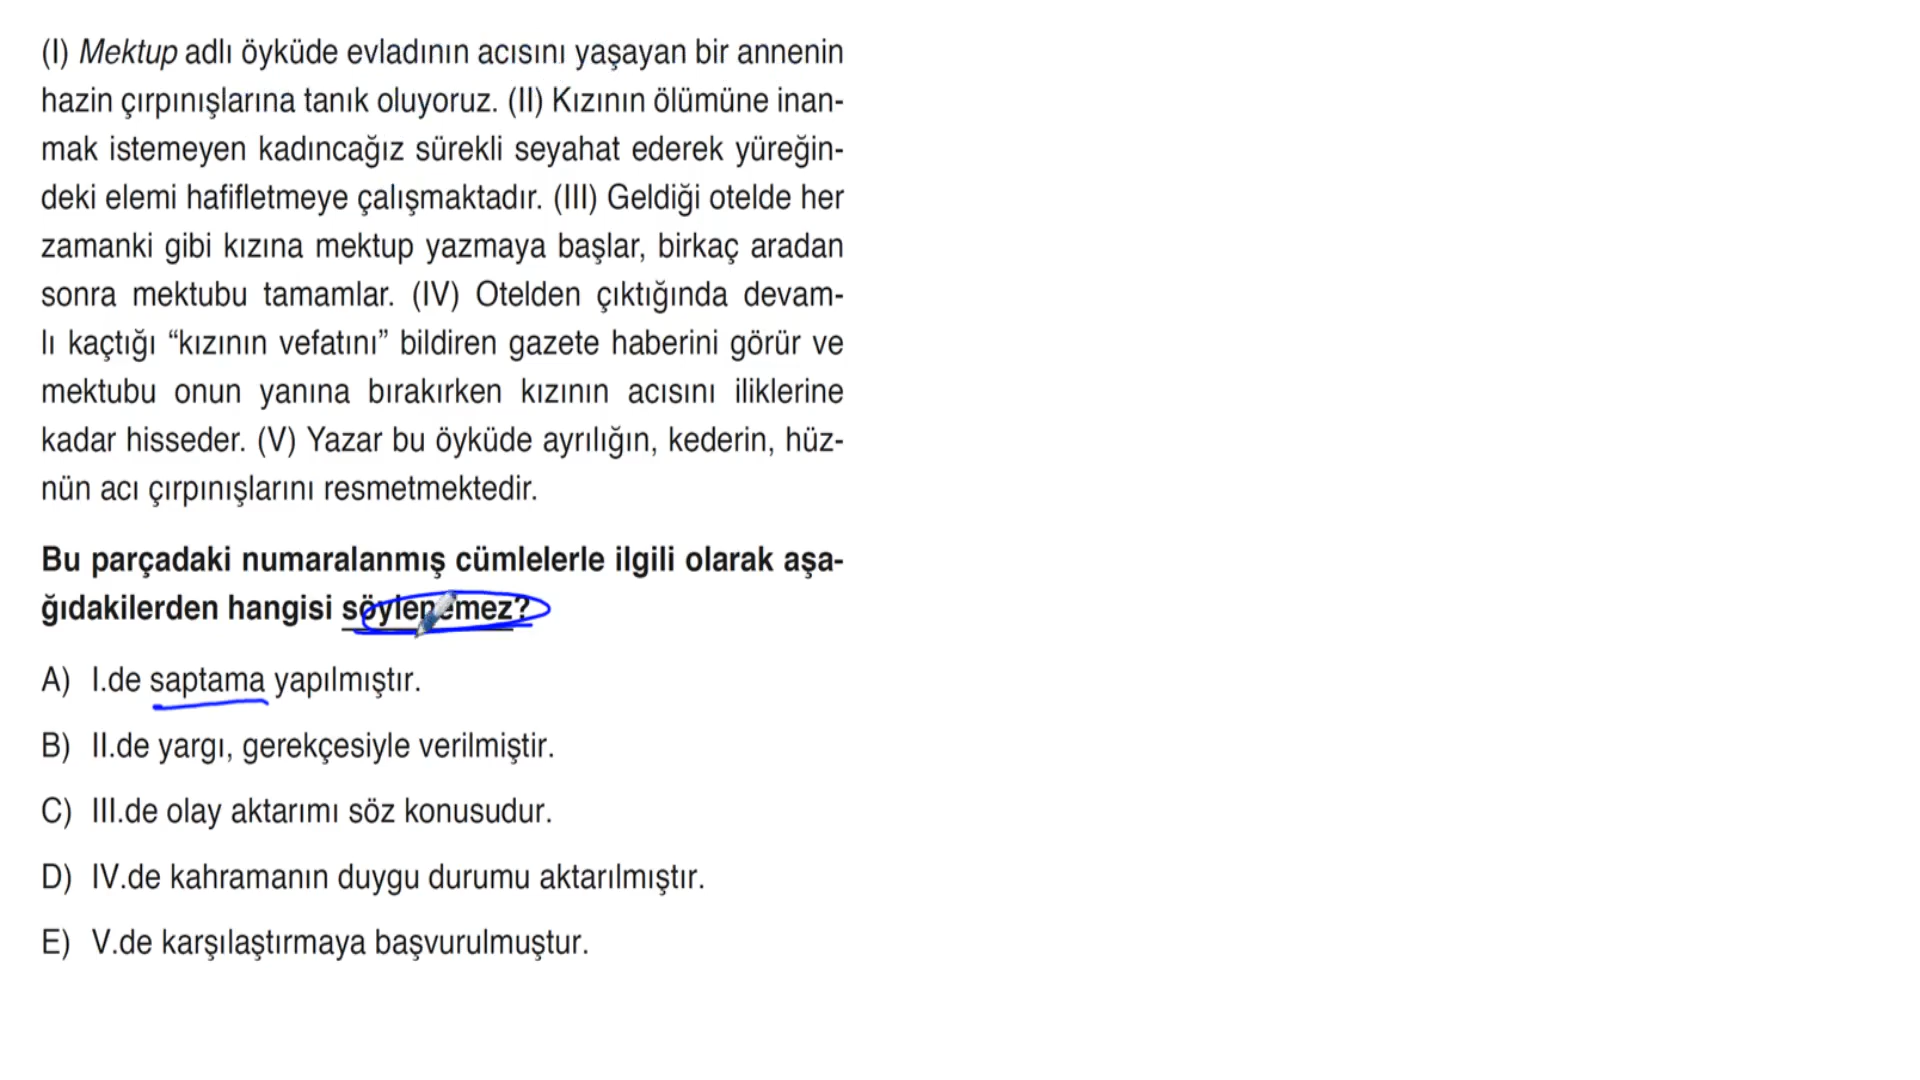 (I) Mektup adlı öyküde evladının acısını yaşayan bir annenin
hazin çırpınışlarına tanık oluyoruz. (II) Kızının ölümüne inan-
mak istemeyen kadıncağız sürekli seyahat ederek yüreğin-
deki elemi hafifletmeye çalışmaktadır. (III) Geldiği otelde her
zamanki gibi kızına mektup yazmaya başlar, birkaç aradan
sonra mektubu tamamlar. (IV) Otelden çıktığında devam-
lı kaçtığı “kızının vefatını” bildiren gazete haberini görür ve
mektubu onun yanına bırakırken kızının acısını iliklerine
kadar hisseder. (V) Yazar bu öyküde ayrılığın, kederin, hüz-
nün acı çırpınışlarını resmetmektedir.
Bu parçadaki numaralanmış cümlelerle ilgili olarak aşa-
ğıdakilerden hangisi söylenemez?
A) I.de saptama yapılmıştır.
B) II.de yargı, gerekçesiyle verilmiştir.
C) III.de olay aktarımı söz konusudur.
D) IV.de kahramanın duygu durumu aktarılmıştır.
E) V.de karşılaştırmaya başvurulmuştur.